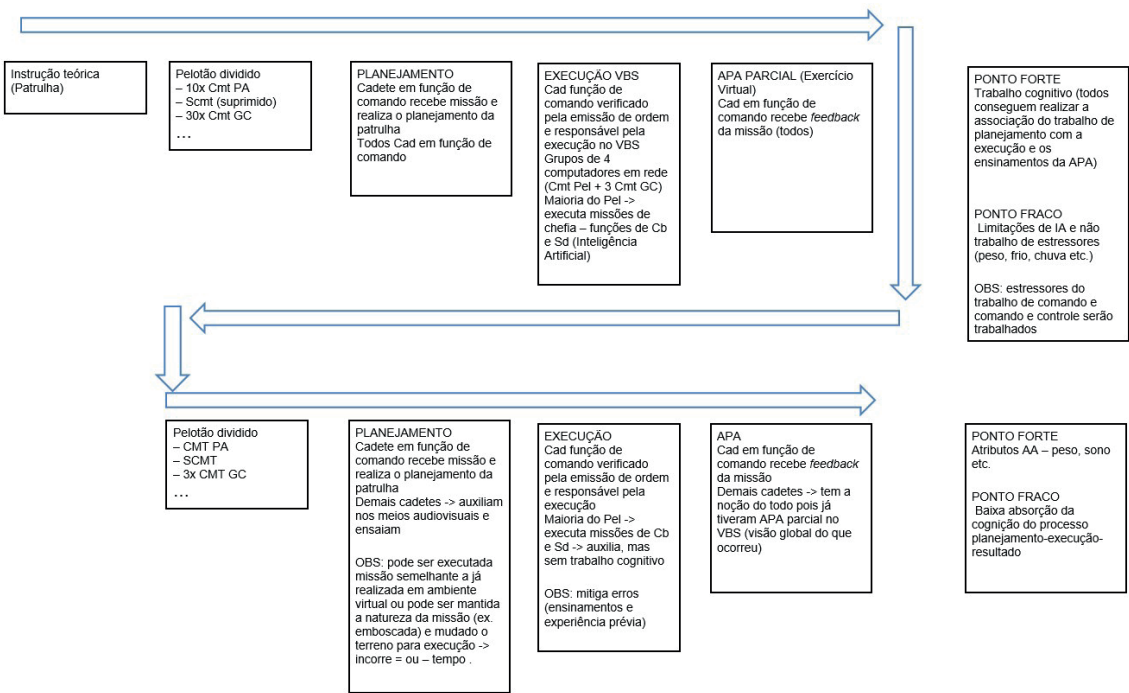 Instrução teórica
(Patrulha)
Pelotão dividido
– 10x Cmt PA
– Scmt (suprimido)
– 30x Cmt GC
…
PLANEJAMENTO
Cadete em função de
comando recebe missão e
realiza o planejamento da
patrulha
Todos Cad em função de
comando
EXECUÇÃO VBS
Cad função de
comando verificado
pela emissão de ordem
e responsável pela
execução no VBS
Grupos de 4
computadores em rede
(Cmt Pel + 3 Cmt GC)
Maioria do Pel ->
executa missões de
chefia – funções de Cb
e Sd (Inteligência
Artificial)
APA PARCIAL (Exercício
Virtual)
Cad em função de
comando recebe feedback
da missão (todos)
PONTO FORTE
Trabalho cognitivo (todos
conseguem realizar a
associação do trabalho de
planejamento com a
execução e os
ensinamentos da APA)
PONTO FRACO
Limitações de IA e não
trabalho de estressores
(peso, frio, chuva etc.)
OBS: estressores do
trabalho de comando e
comando e controle serão
trabalhados
Pelotão dividido
– CMT PA
– SCMT
– 3x CMT GC
…
PLANEJAMENTO
Cadete em função de
comando recebe missão e
realiza o planejamento da
patrulha
Demais cadetes -> auxiliam
nos meios audiovisuais e
ensaiam
OBS: pode ser executada
missão semelhante a já
realizada em ambiente
virtual ou pode ser mantida
a natureza da missão (ex.
emboscada) e mudado o
terreno para execução ->
incorre = ou – tempo .
EXECUÇÃO
Cad função de
comando verificado
pela emissão de ordem
e responsável pela
execução
Maioria do Pel ->
executa missões de Cb
e Sd -> auxilia, mas
sem trabalho cognitivo
OBS: mitiga erros
(ensinamentos e
experiência prévia)
APA
Cad em função de
comando recebe feedback
da missão
Demais cadetes -> tem a
noção do todo pois já
tiveram APA parcial no
VBS (visão global do que
ocorreu)
PONTO FORTE
Atributos AA – peso, sono
etc.
PONTO FRACO
Baixa absorção da
cognição do processo
planejamento-execução-
resultado